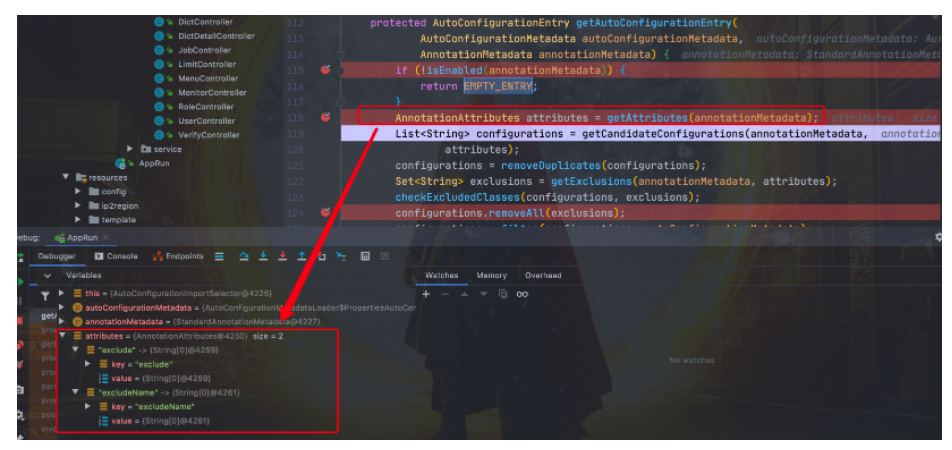 DictController
DictDetailController
JobController
LimitController
MenuController
MonitorController
RoleController
UserController
VerifyController
service
AppRun
resources
config
ip2region
template
112 protected AutoConfigurationEntry getAutoConfigurationEntry(
113 AutoConfigurationMetadata autoConfigurationMetadata, autoConfigurationMetadata: Au
114 AnnotationMetadata annotationMetadata) { annotationMetadata: StandardAnnotationMet
115 if (!isEnabled(annotationMetadata)) {
116 return EMPTY_ENTRY;
117 }
118 AnnotationAttributes attributes = getAttributes(annotationMetadata); attributes: size
119 List<String> configurations = getCandidateConfigurations(annotationMetadata, annotation
120 attributes);
121 configurations = removeDuplicates(configurations);
122 Set<String> exclusions = getExclusions(annotationMetadata, attributes);
123 checkExcludedClasses(configurations, exclusions);
124 configurations.removeAll(exclusions);
ebug: AppRun ×
Debugger Console Endpoints
Variables
Watches Memory Overhead
this = {AutoConfigurationImportSelector@4225}
autoConfigurationMetadata = {AutoConfigurationMetadataLoader$PropertiesAutoCor
annotationMetadata = {StandardAnnotationMetadata@4227}
attributes = {AnnotationAttributes@4250} size = 2
"exclude" -> {String[0]@4259}
key = "exclude"
value = {String[0]@4259}
"excludeName" -> {String[0]@4261}
key = "excludeName"
value = {String[0]@4261}
No watches